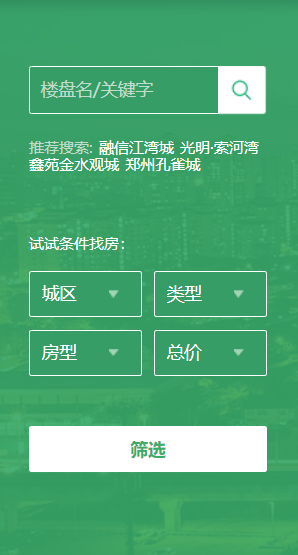 楼盘名/关键字
推荐搜索: 融信江湾城 光明·索河湾
鑫苑金水观城 郑州孔雀城
试试条件找房:
城区 类型
房型 总价
筛选